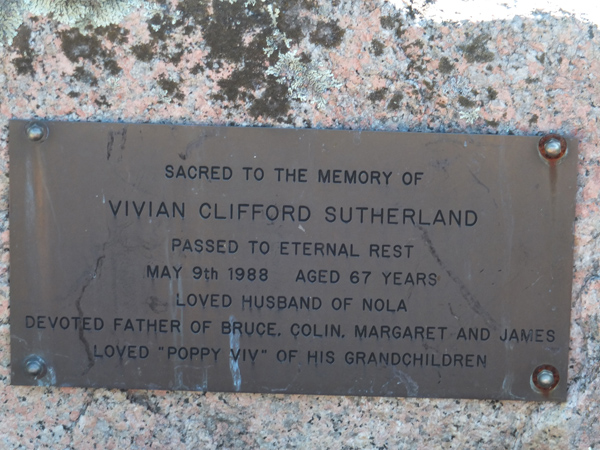 SACRED TO THE MEMORY OF
VIVIAN CLIFFORD SUTHERLAND
PASSED TO ETERNAL REST
MAY 9th 1988 AGED 67 YEARS
LOVED HUSBAND OF NOLA
DEVOTED FATHER OF BRUCE, COLIN, MARGARET AND JAMES
LOVED "POPPY VIV" OF HIS GRANDCHILDREN